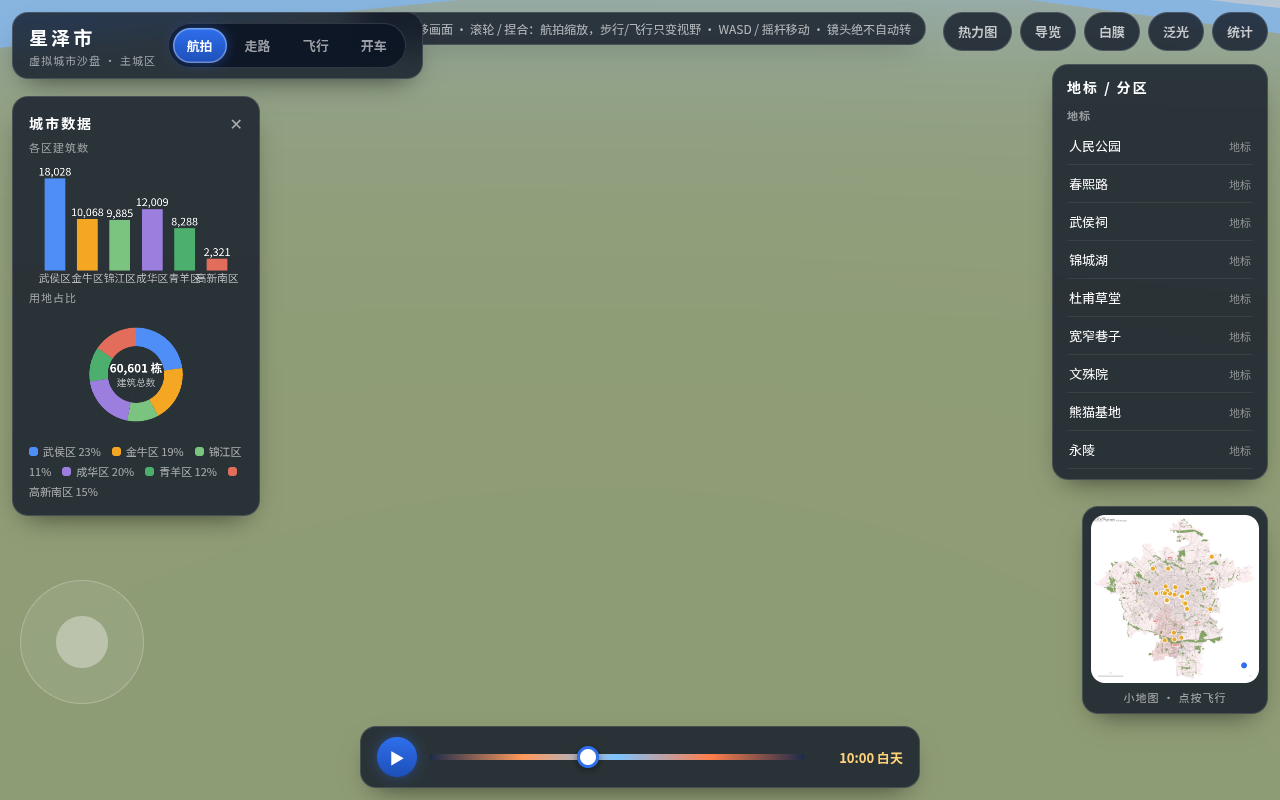 星泽市
虚拟城市沙盘 · 主城区
航拍
走路
飞行
开车
画面 · 滚轮 / 捏合：航拍缩放，步行/飞行只变视野 · WASD / 摇杆移动 · 镜头绝不自动转
热力图
导览
白膜
泛光
统计
城市数据
×
各区建筑数
18,028
10,068
9,885
12,009
8,288
2,321
武侯区
金牛区
锦江区
成华区
青羊区
高新南区
用地占比
60,601 栋
建筑总数
武侯区 23% 金牛区 19% 锦江区
11% 成华区 20% 青羊区 12%
高新南区 15%
地标 / 分区
地标
人民公园 地标
春熙路 地标
武侯祠 地标
锦城湖 地标
杜甫草堂 地标
宽窄巷子 地标
文殊院 地标
熊猫基地 地标
永陵 地标
小地图 · 点按飞行
10:00 白天